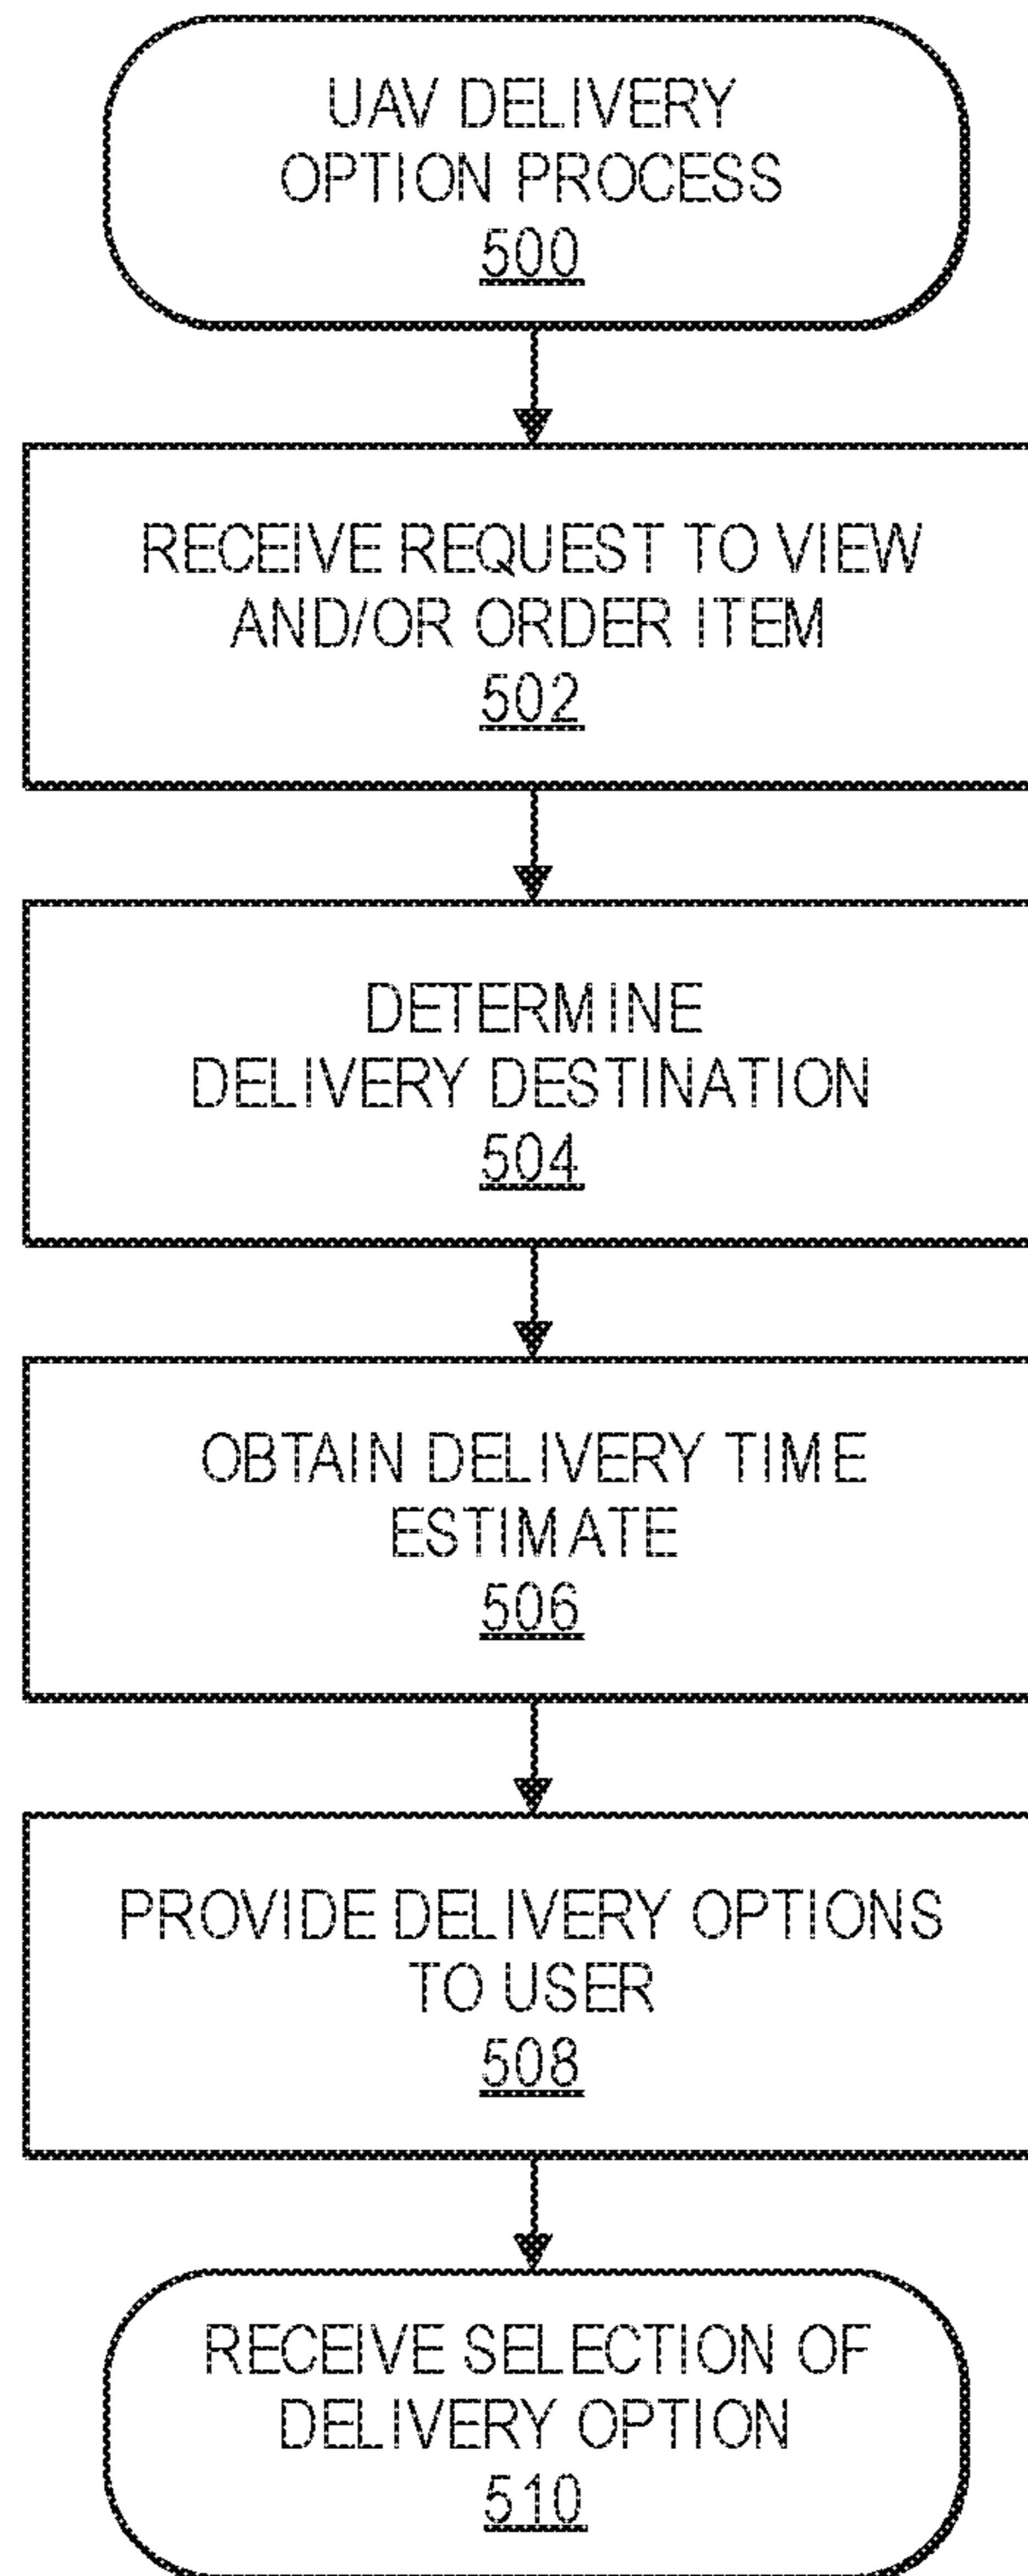 UAV DELIVERY
OPTION PROCESS
500
RECEIVE REQUEST TO VIEW
AND/OR ORDER ITEM
502
DETERMINE
DELIVERY DESTINATION
504
OBTAIN DELIVERY TIME
ESTIMATE
506
PROVIDE DELIVERY OPTIONS
TO USER
508
RECEIVE SELECTION OF
DELIVERY OPTION
510